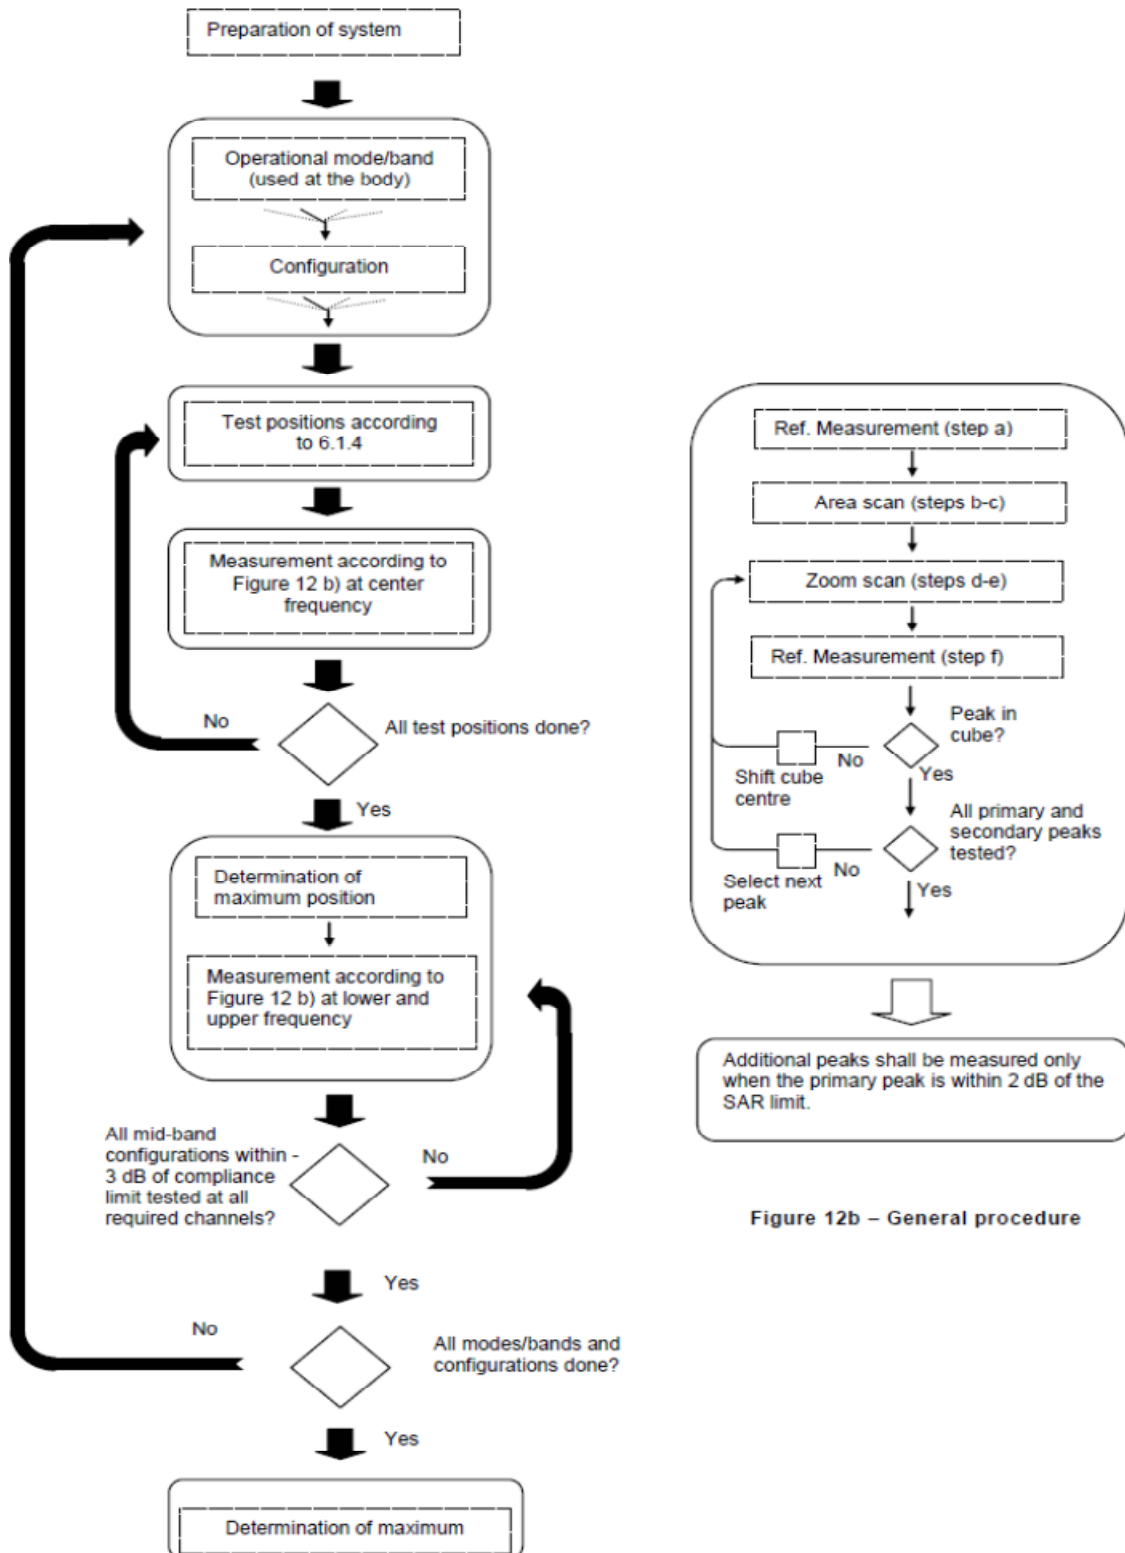 Preparation of system
Operational mode/band
(used at the body)
Configuration
Test positions according
to 6.1.4
Measurement according to
Figure 12 b) at center
frequency
No
All test positions done?
Yes
Determination of
maximum position
Measurement according to
Figure 12 b) at lower and
upper frequency
All mid-band
configurations within -
3 dB of compliance
limit tested at all
required channels?
No
Yes
No
All modes/bands and
configurations done?
Yes
Determination of maximum
Ref. Measurement (step a)
Area scan (steps b-c)
Zoom scan (steps d-e)
Ref. Measurement (step f)
Peak in
cube?
No
Shift cube
centre
Yes
All primary and
secondary peaks
tested?
No
Select next
peak
Yes
Additional peaks shall be measured only
when the primary peak is within 2 dB of the
SAR limit.
Figure 12b – General procedure